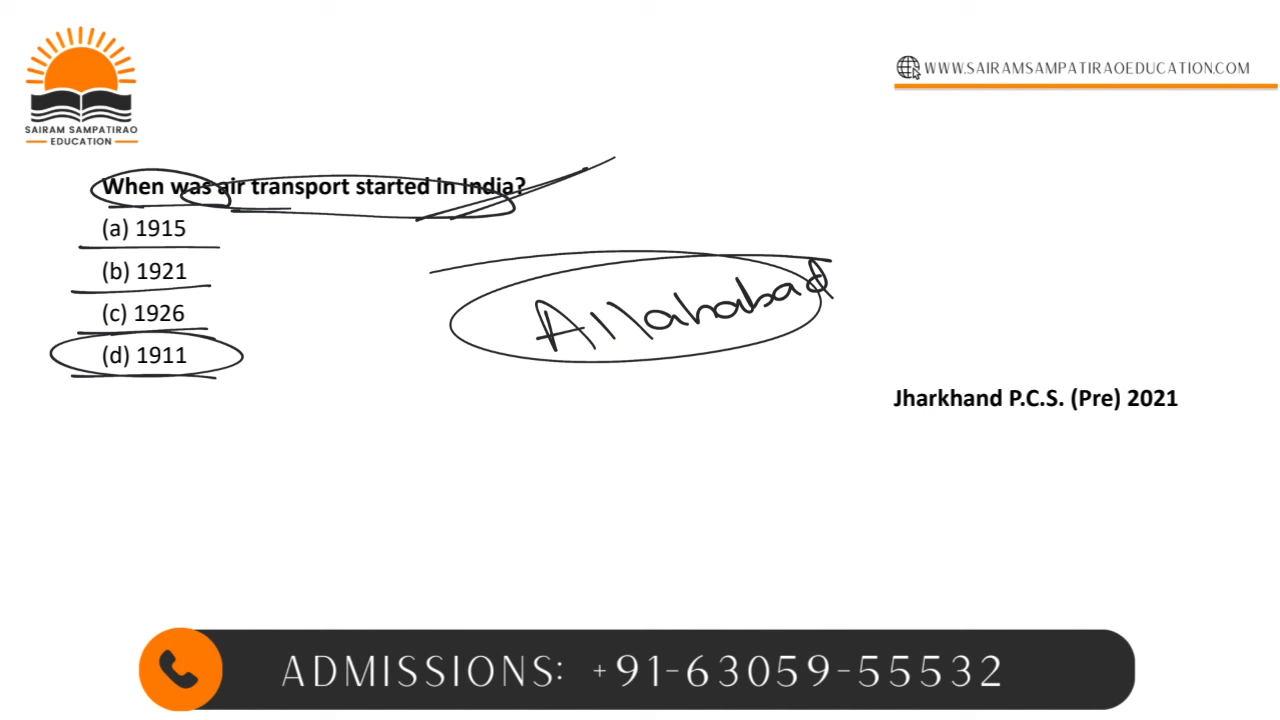 SAIRAM SAMPATIRAO
EDUCATION
WWW.SAIRAMSAMPATIRAOEDUCATION.COM
When was air transport started in India?
(a) 1915
(b) 1921
(c) 1926
(d) 1911
Allahabad
Jharkhand P.C.S. (Pre) 2021
ADMISSIONS: +91-63059-55532